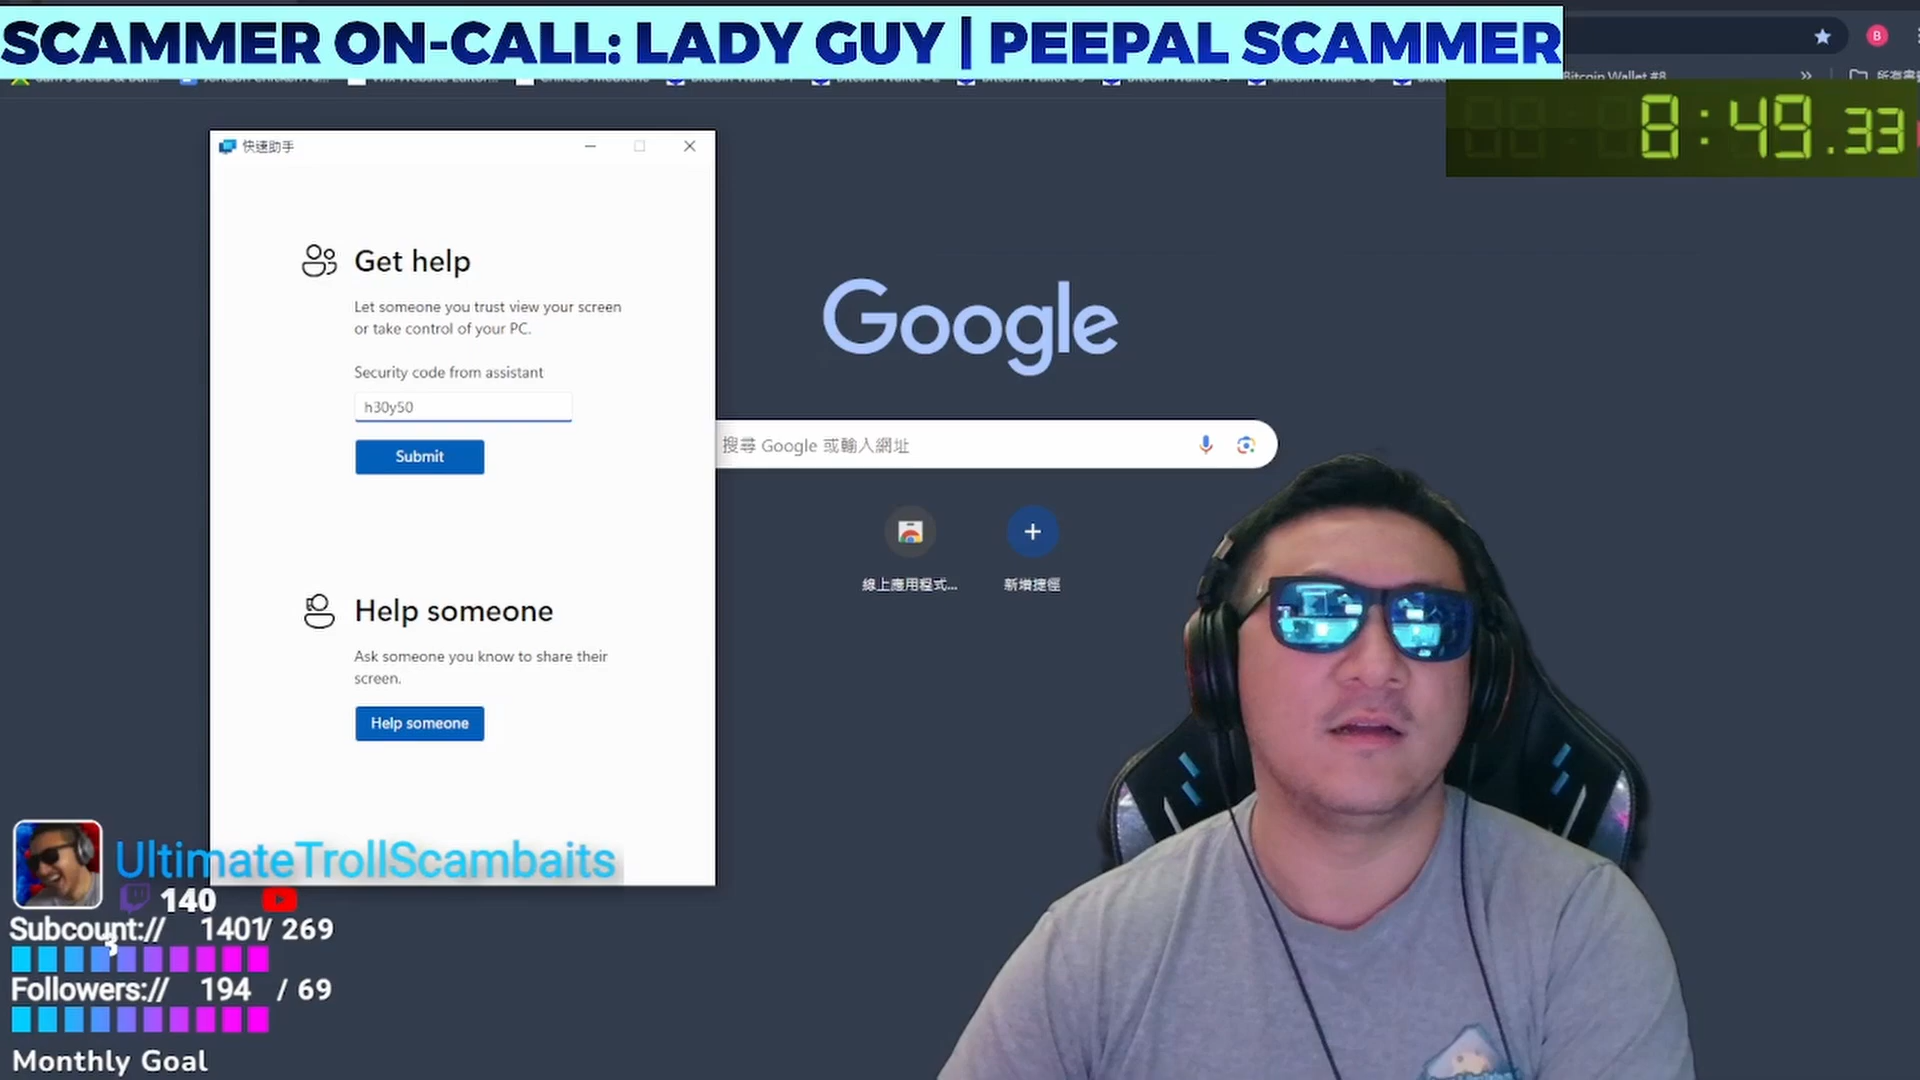 SCAMMER ON-CALL: LADY GUY | PEEPAL SCAMMER
B
Bitcoin Wallet #8
»
8:49.33
快速助手
Get help
Let someone you trust view your screen
or take control of your PC.
Security code from assistant
h30y50
Submit
Help someone
Ask someone you know to share their
screen.
Help someone
Google
搜尋 Google 或輸入網址
線上應用程式...
新增捷徑
UltimateTrollScambaits
140
Subcount:// 1401/ 269
3
Followers:// 194 / 69
Monthly Goal